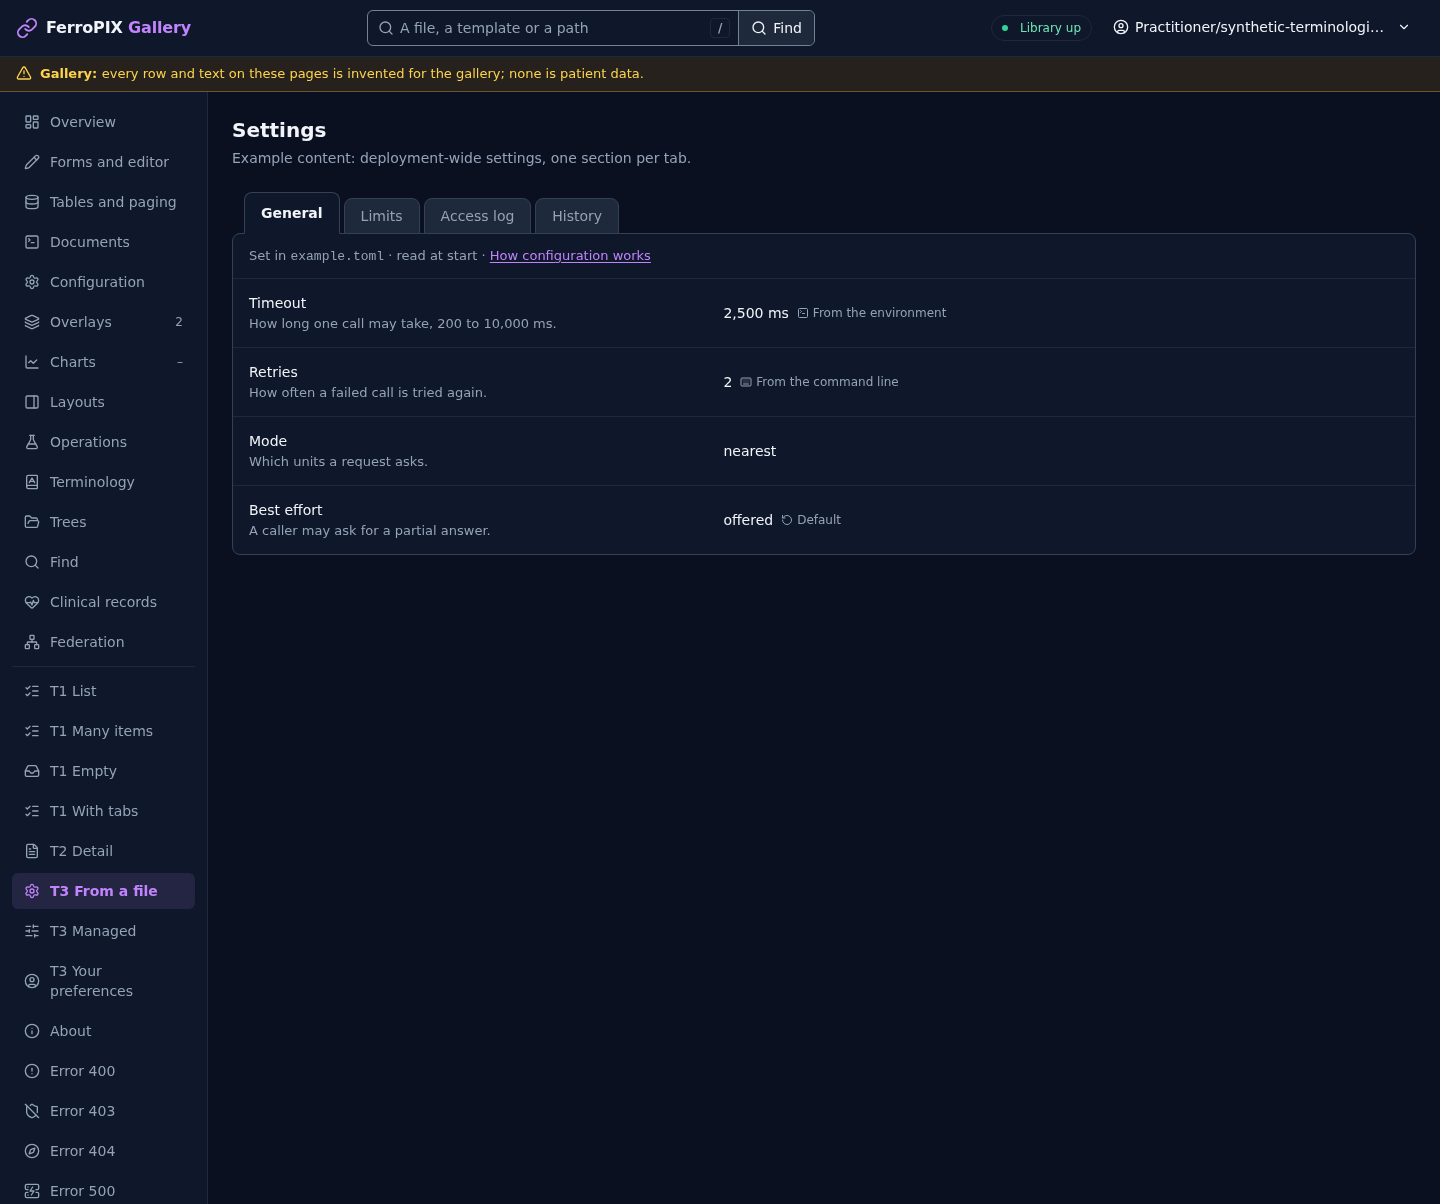 FerroPIX Gallery
A file, a template or a path
/
Find
Library up
Practitioner/synthetic-terminologi…
Gallery: every row and text on these pages is invented for the gallery; none is patient data.
Overview
Forms and editor
Tables and paging
Documents
Configuration
Overlays 2
Charts –
Layouts
Operations
Terminology
Trees
Find
Clinical records
Federation
T1 List
T1 Many items
T1 Empty
T1 With tabs
T2 Detail
T3 From a file
T3 Managed
T3 Your
preferences
About
Error 400
Error 403
Error 404
Error 500
Settings
Example content: deployment-wide settings, one section per tab.
General
Limits
Access log
History
Set in example.toml · read at start · How configuration works
Timeout
How long one call may take, 200 to 10,000 ms.
2,500 ms From the environment
Retries
How often a failed call is tried again.
2 From the command line
Mode
Which units a request asks.
nearest
Best effort
A caller may ask for a partial answer.
offered Default